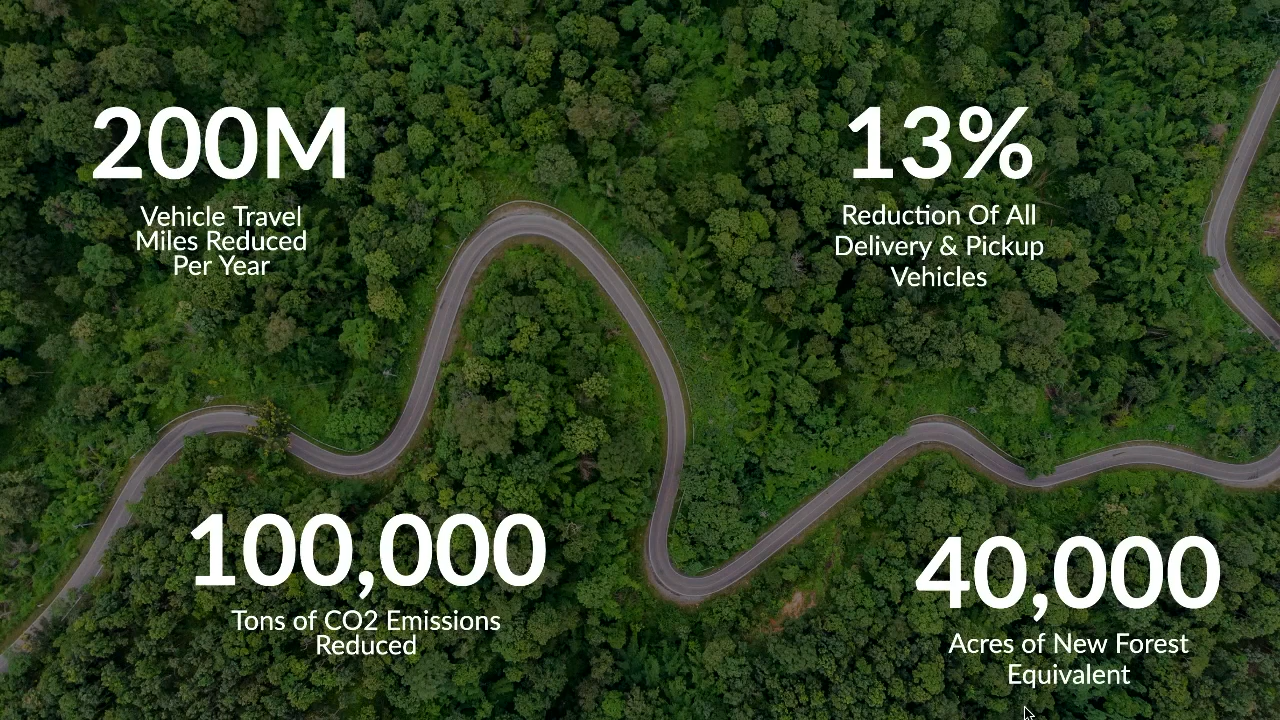 200M
Vehicle Travel
Miles Reduced
Per Year
13%
Reduction Of All
Delivery & Pickup
Vehicles
100,000
Tons of CO2 Emissions
Reduced
40,000
Acres of New Forest
Equivalent